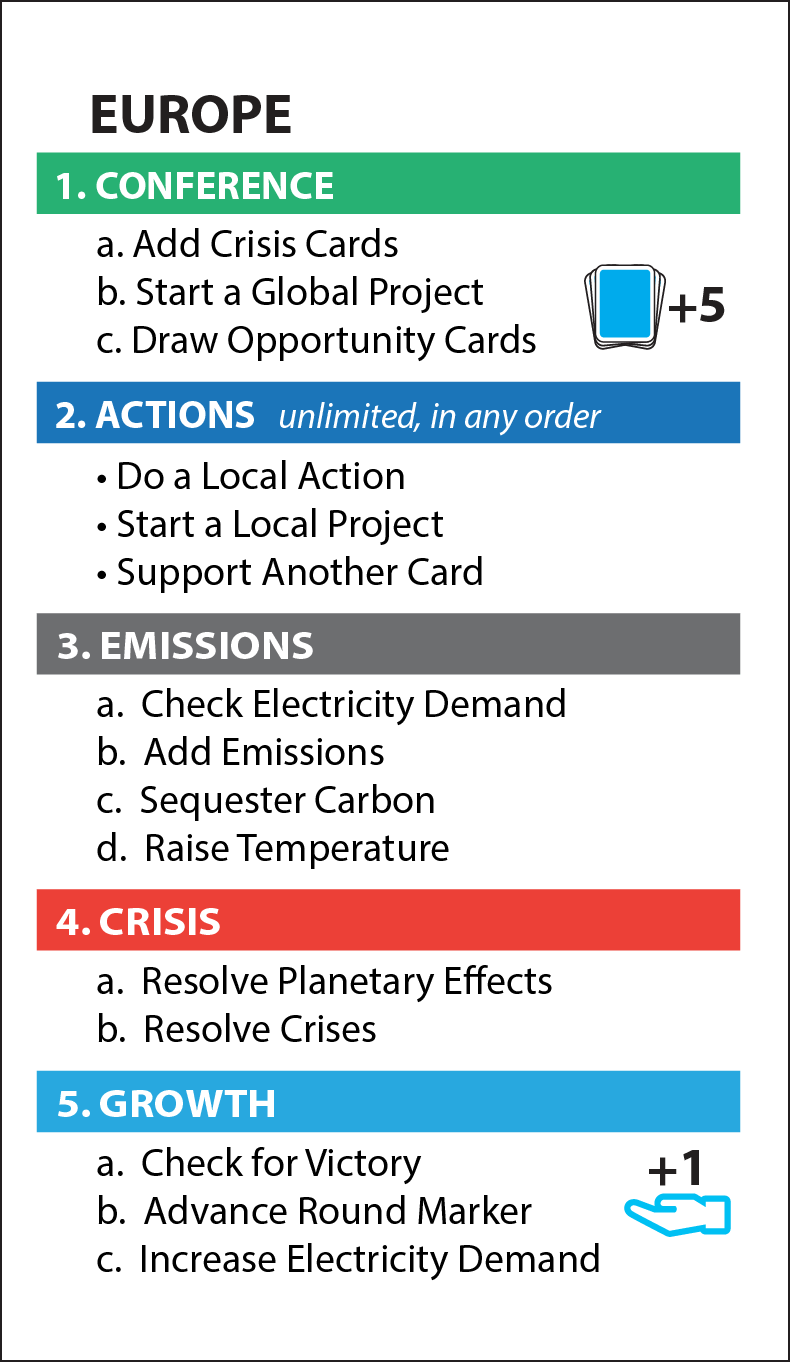 EUROPE
1. CONFERENCE
a. Add Crisis Cards
b. Start a Global Project
c. Draw Opportunity Cards
+5
2. ACTIONS unlimited, in any order
• Do a Local Action
• Start a Local Project
• Support Another Card
3. EMISSIONS
a. Check Electricity Demand
b. Add Emissions
c. Sequester Carbon
d. Raise Temperature
4. CRISIS
a. Resolve Planetary Effects
b. Resolve Crises
5. GROWTH
a. Check for Victory
+1
b. Advance Round Marker
c. Increase Electricity Demand